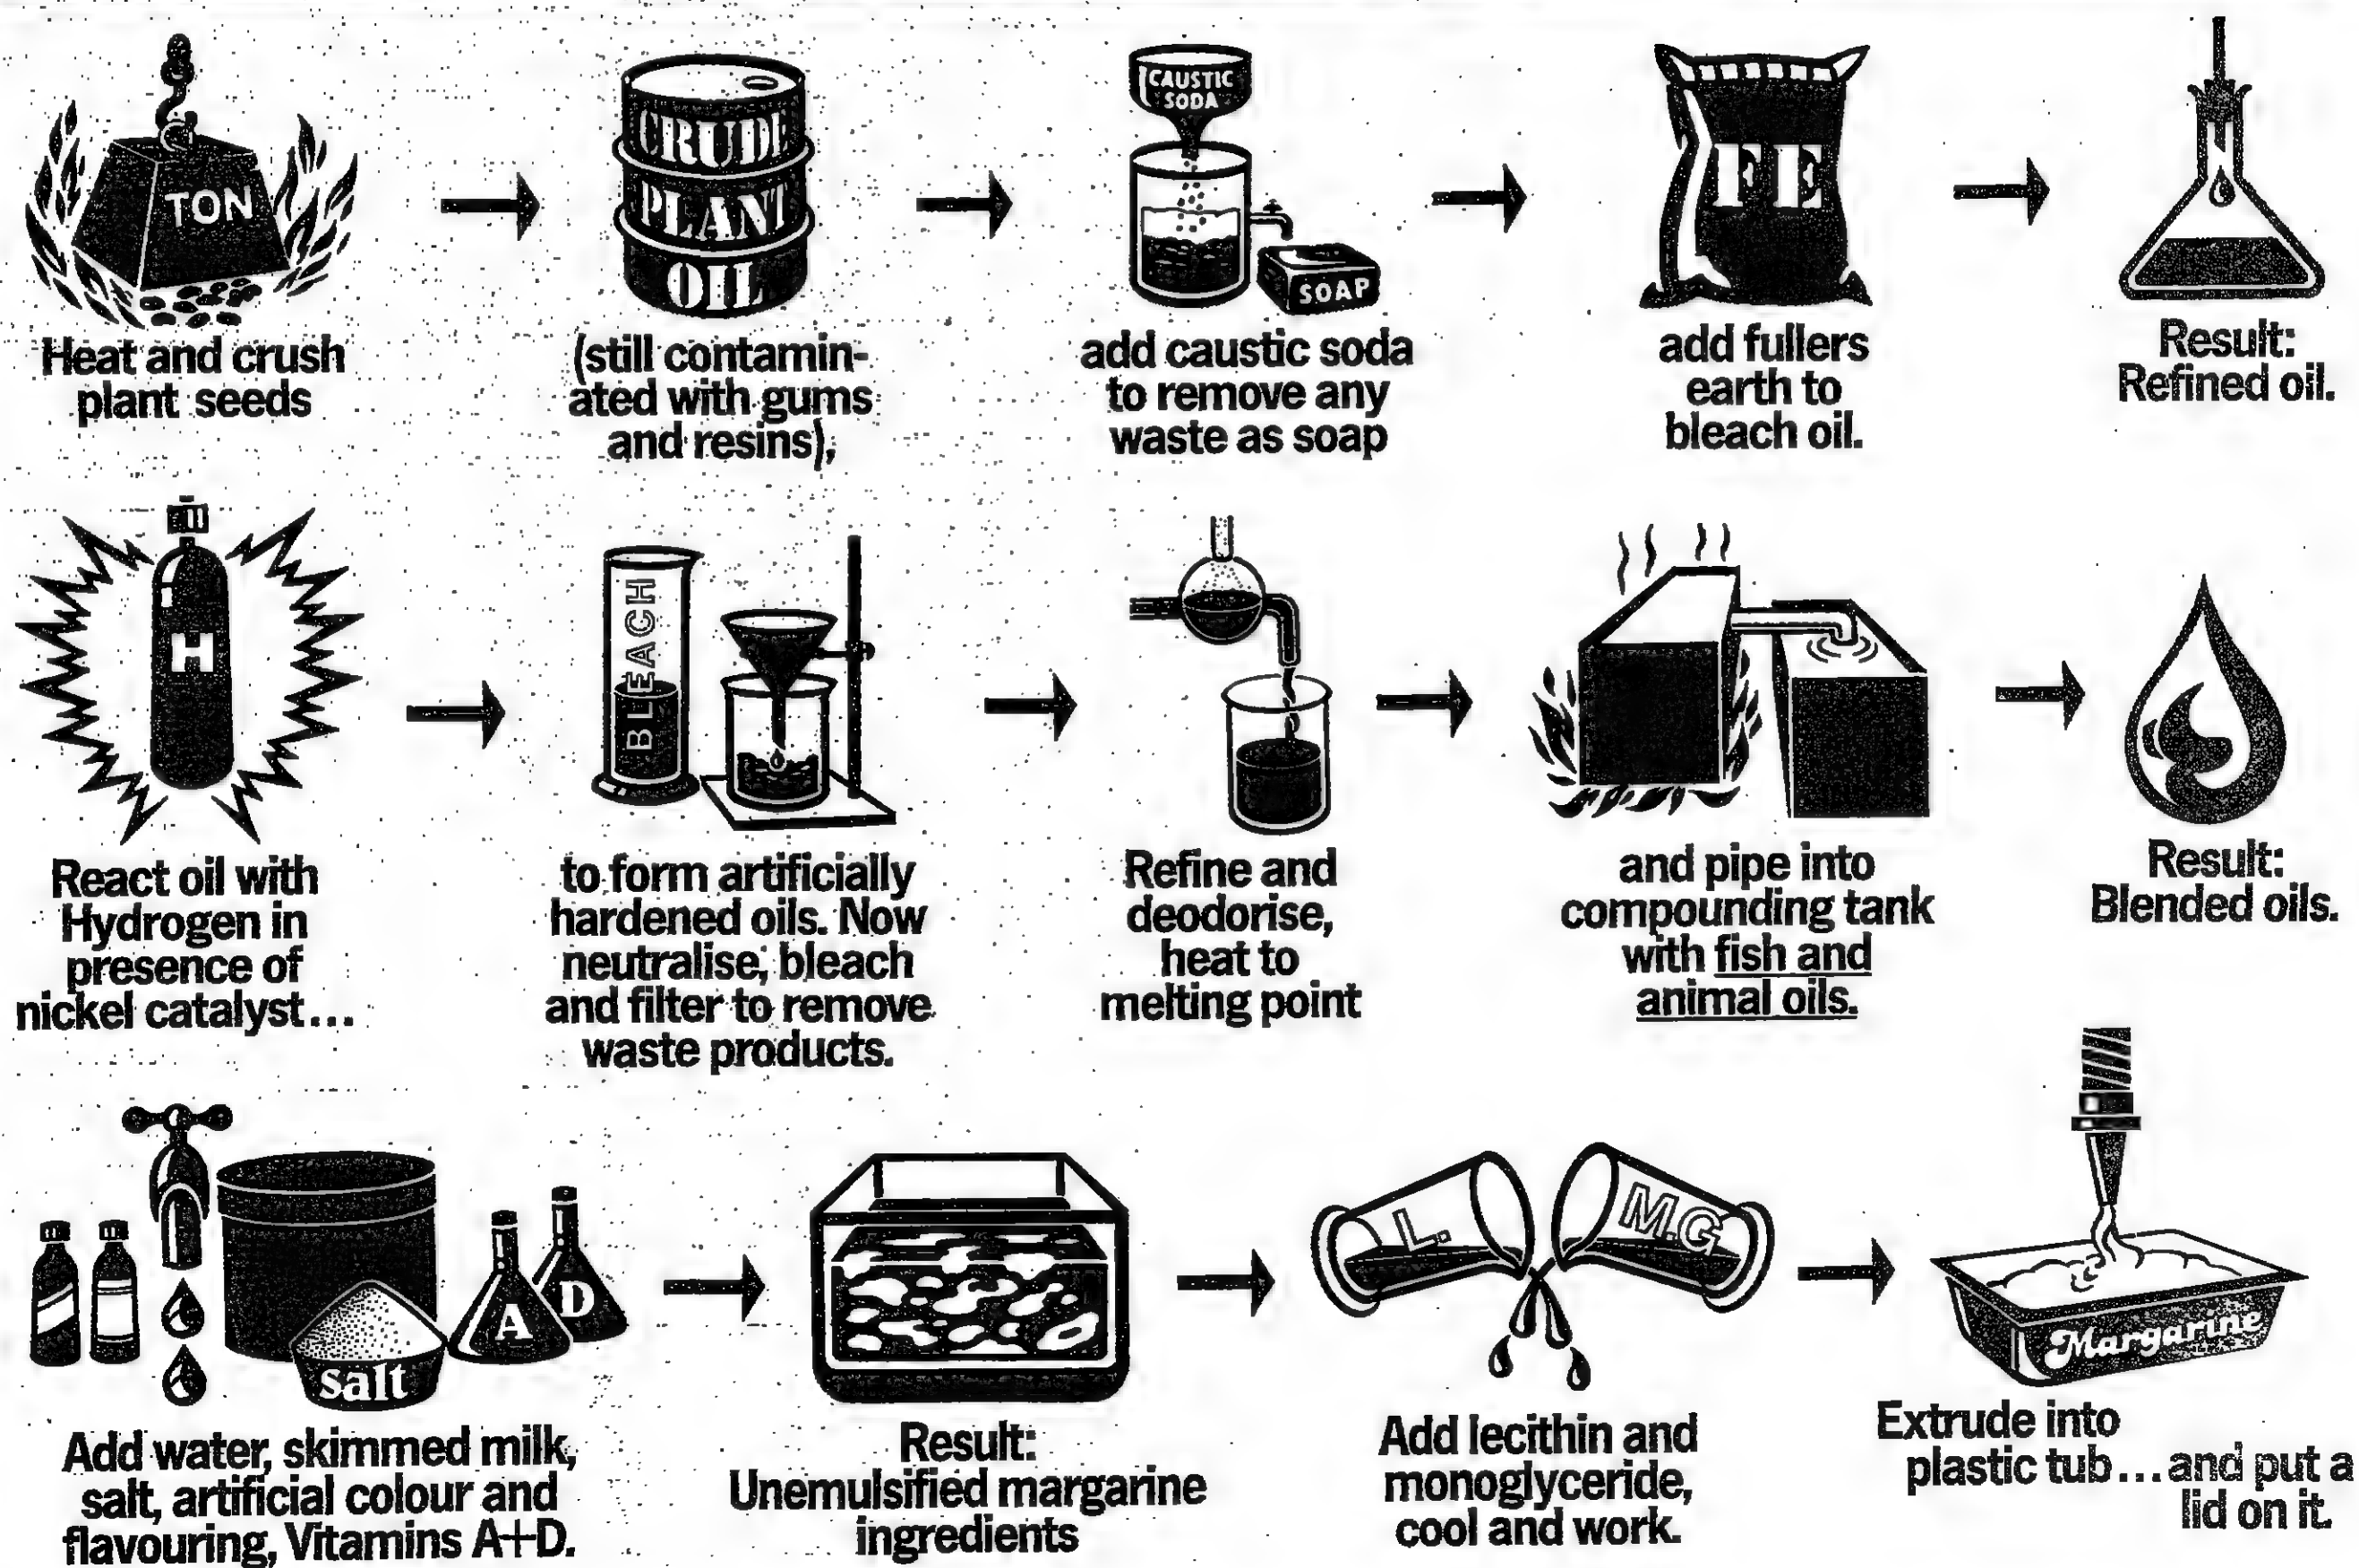 TON
Heat and crush
plant seeds
CRUDE
PLANT
OIL
(still contamin-
ated with gums
and resins),
CAUSTIC
SODA
SOAP
add caustic soda
to remove any
waste as soap
FE
add fullers
earth to
bleach oil.
Result:
Refined oil.
H
React oil with
Hydrogen in
presence of
nickel catalyst...
BLEACH
to form artificially
hardened oils. Now
neutralise, bleach
and filter to remove
waste products.
Refine and
deodorise,
heat to
melting point
and pipe into
compounding tank
with fish and
animal oils.
Result:
Blended oils.
salt
A
D
Add water, skimmed milk,
salt, artificial colour and
flavouring, Vitamins A+D.
Result:
Unemulsified margarine
ingredients
L.
M.G
Add lecithin and
monoglyceride,
cool and work.
Margarine
Extrude into
plastic tub...and put a
lid on it.